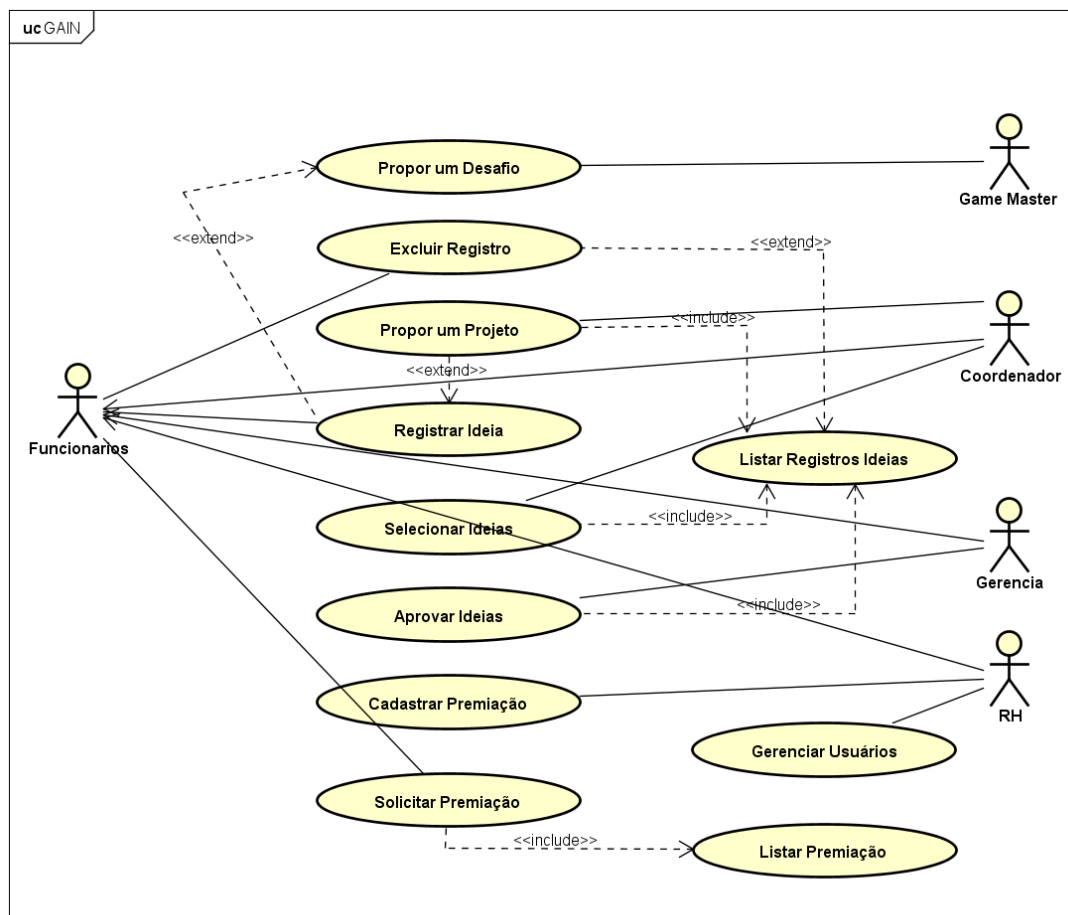 uc GAIN
Propor um Desafio
Game Master
<<extend>>
Excluir Registro
<<extend>>
Propor um Projeto
<<include>>
Coordenador
<<extend>>
Funcionarios
Registrar Ideia
Listar Registros Ideias
Selecionar Ideias
<<include>>
Gerencia
Aprovar Ideias
<<include>>
Cadastrar Premiação
RH
Gerenciar Usuários
Solicitar Premiação
<<include>>
Listar Premiação